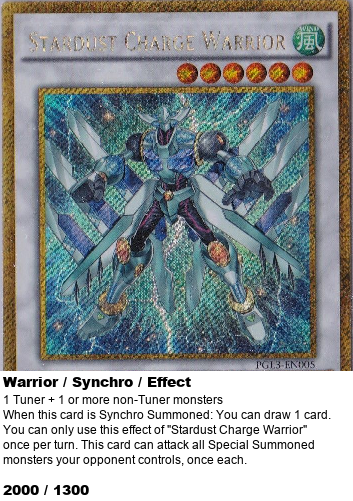 STARDUST CHARGE WARRIOR
WIND
風
PGL3-EN005
Warrior / Synchro / Effect
1 Tuner + 1 or more non-Tuner monsters
When this card is Synchro Summoned: You can draw 1 card.
You can only use this effect of "Stardust Charge Warrior"
once per turn. This card can attack all Special Summoned
monsters your opponent controls, once each.
2000 / 1300